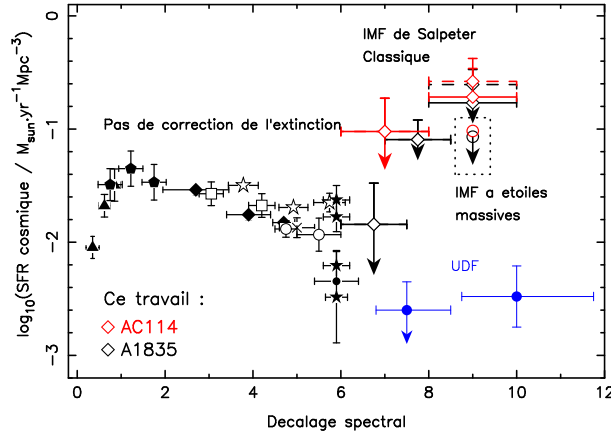 IMF de Salpeter
Classique
Pas de correction de l'extinction
IMF a etoiles
massives
UDF
Ce travail :
AC114
A1835
log₁₀(SFR cosmique / M_sun.yr⁻¹Mpc⁻³)
0
-1
-2
-3
0 2 4 6 8 10 12
Decalage spectral